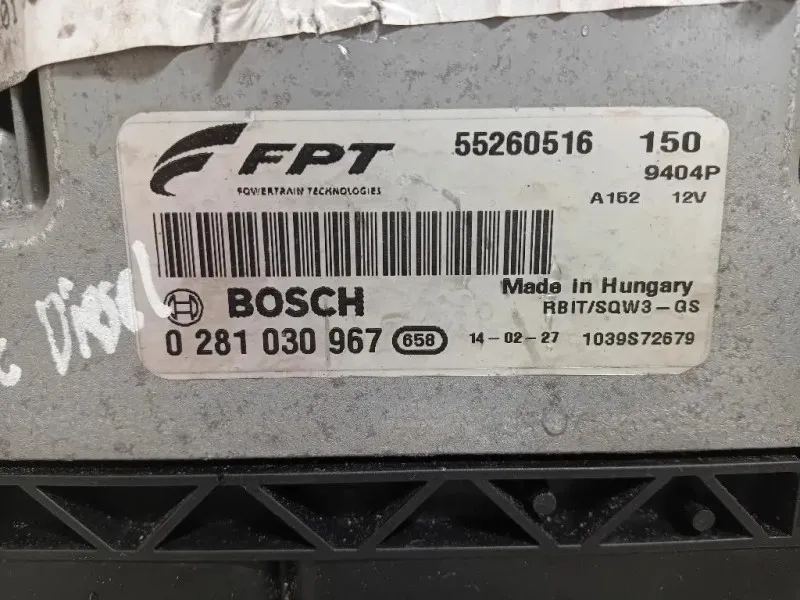 FPT 55260516 150
POWERTRAIN TECHNOLOGIES 9404P
A152 12V
Made in Hungary
BOSCH RBIT/SQW3-GS
0 281 030 967 658 14-02-27 1039S72679
Diesel